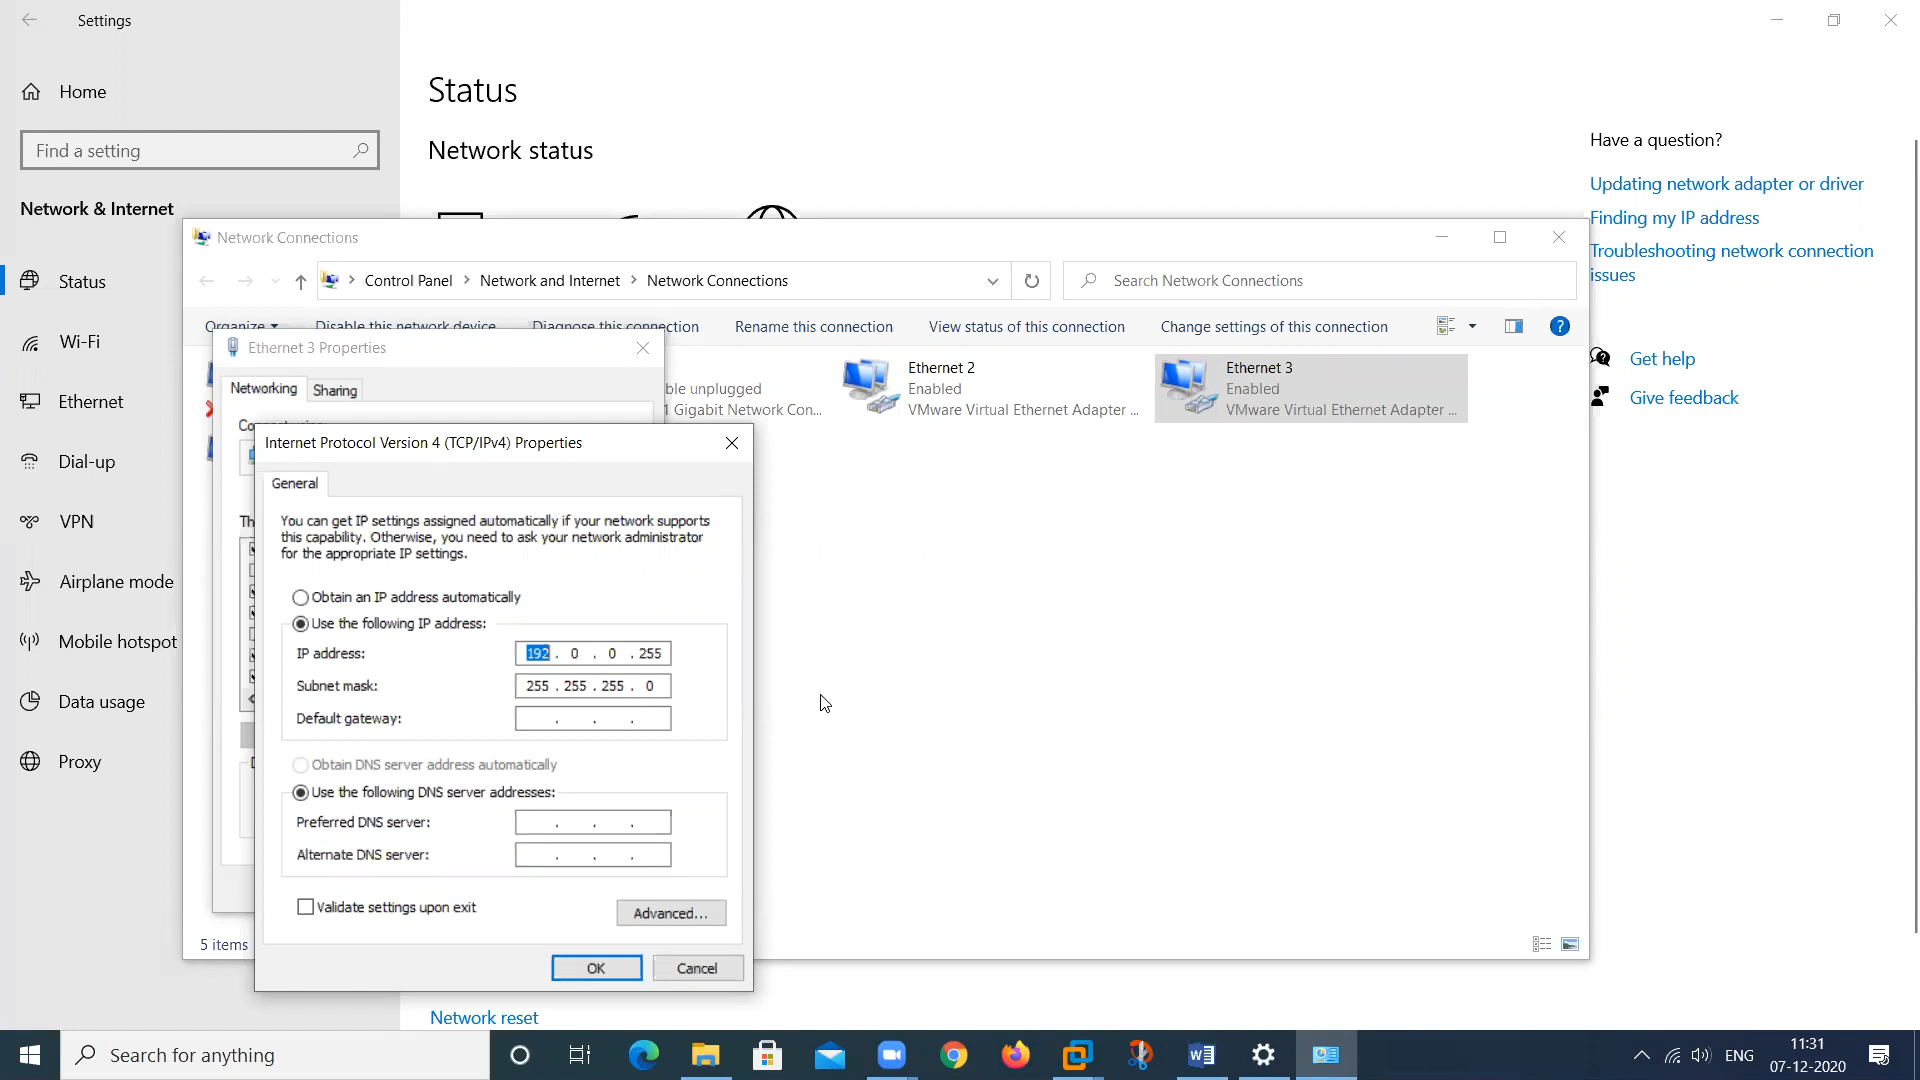 Settings
Home
Find a setting
Network & Internet
Status
Wi-Fi
Ethernet
Dial-up
VPN
Airplane mode
Mobile hotspot
Data usage
Proxy
Status
Network status
Have a question?
Updating network adapter or driver
Finding my IP address
Troubleshooting network connection
issues
Get help
Give feedback
Network Connections
Control Panel
Network and Internet
Network Connections
Search Network Connections
Organize
Disable this network device
Diagnose this connection
Rename this connection
View status of this connection
Change settings of this connection
ble unplugged
1 Gigabit Network Con...
Ethernet 2
Enabled
VMware Virtual Ethernet Adapter ...
Ethernet 3
Enabled
VMware Virtual Ethernet Adapter ...
5 items
Ethernet 3 Properties
Networking
Sharing
Internet Protocol Version 4 (TCP/IPv4) Properties
General
You can get IP settings assigned automatically if your network supports
this capability. Otherwise, you need to ask your network administrator
for the appropriate IP settings.
Obtain an IP address automatically
Use the following IP address:
IP address: 192 . 0 . 0 . 255
Subnet mask: 255 . 255 . 255 . 0
Default gateway: . . .
Obtain DNS server address automatically
Use the following DNS server addresses:
Preferred DNS server: . . .
Alternate DNS server: . . .
Validate settings upon exit
Advanced...
OK
Cancel
Network reset
Search for anything
ENG
11:31
07-12-2020